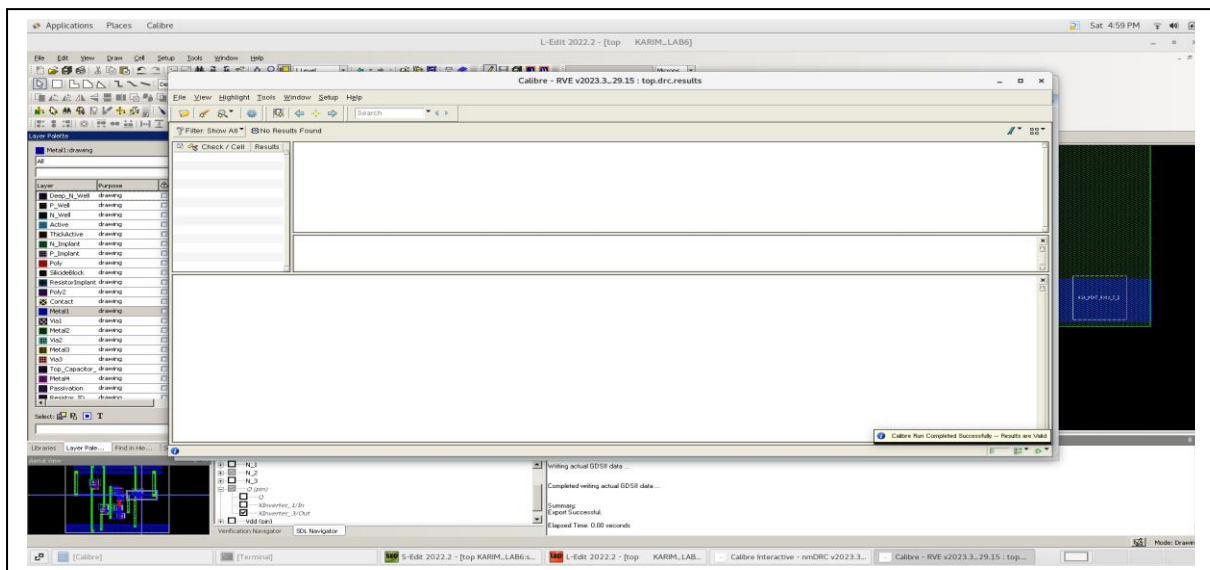 Applications Places Calibre
Sat 4:59 PM
L-Edit 2022.2 - [top KARIM_LAB6]
File Edit View Draw Cell Setup Tools Window Help
Calibre - RVE v2023.3_29.15 : top.drc.results
File View Highlight Tools Window Setup Help
Search
Filter: Show All No Results Found
Check / Cell Results
Layer Palette
Metal1:drawing
All
Layer Purpose
Deep_N_Well drawing
P_Well drawing
N_Well drawing
Active drawing
ThickActive drawing
N_Implant drawing
P_Implant drawing
Poly drawing
SilicideBlock drawing
ResistorImplant drawing
Poly2 drawing
Contact drawing
Metal1 drawing
Via1 drawing
Metal2 drawing
Via2 drawing
Metal3 drawing
Via3 drawing
Top_Capacitor_ drawing
Metal4 drawing
Passivation drawing
Resistor_ID drawing
Select: T
Calibre Run Completed Successfully -- Results are Valid
Libraries Layer Pale... Find in Hie...
Aerial View
N_1
N_2
N_3
O (pin)
O
XInverter_1/In
XInverter_3/Out
Vdd (pin)
Verification Navigator SDL Navigator
Writing actual GDSII data ...
Completed writing actual GDSII data ...
Summary:
Export Successful.
Elapsed Time: 0.00 seconds
Mode: Drawin
[Calibre] [Terminal] S-Edit 2022.2 - [top KARIM_LAB6:s... L-Edit 2022.2 - [top KARIM_LAB... Calibre Interactive - nmDRC v2023.3... Calibre - RVE v2023.3_29.15 : top....